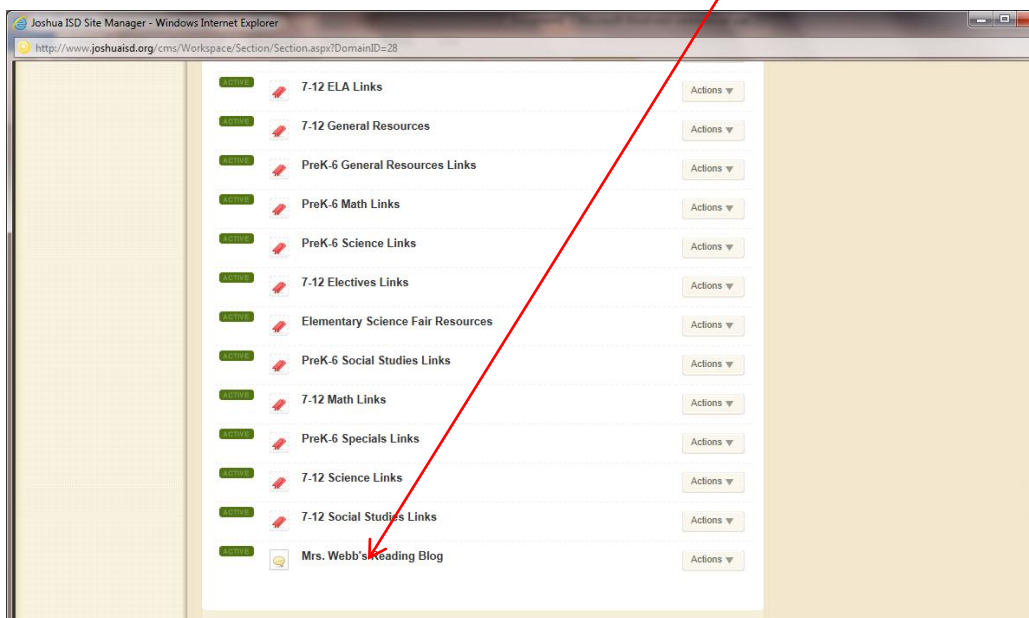 Joshua ISD Site Manager - Windows Internet Explorer
http://www.joshuaisd.org/cms/Workspace/Section/Section.aspx?DomainID=28
ACTIVE 7-12 ELA Links Actions
ACTIVE 7-12 General Resources Actions
ACTIVE PreK-6 General Resources Links Actions
ACTIVE PreK-6 Math Links Actions
ACTIVE PreK-6 Science Links Actions
ACTIVE 7-12 Electives Links Actions
ACTIVE Elementary Science Fair Resources Actions
ACTIVE PreK-6 Social Studies Links Actions
ACTIVE 7-12 Math Links Actions
ACTIVE PreK-6 Specials Links Actions
ACTIVE 7-12 Science Links Actions
ACTIVE 7-12 Social Studies Links Actions
ACTIVE Mrs. Webb's Reading Blog Actions